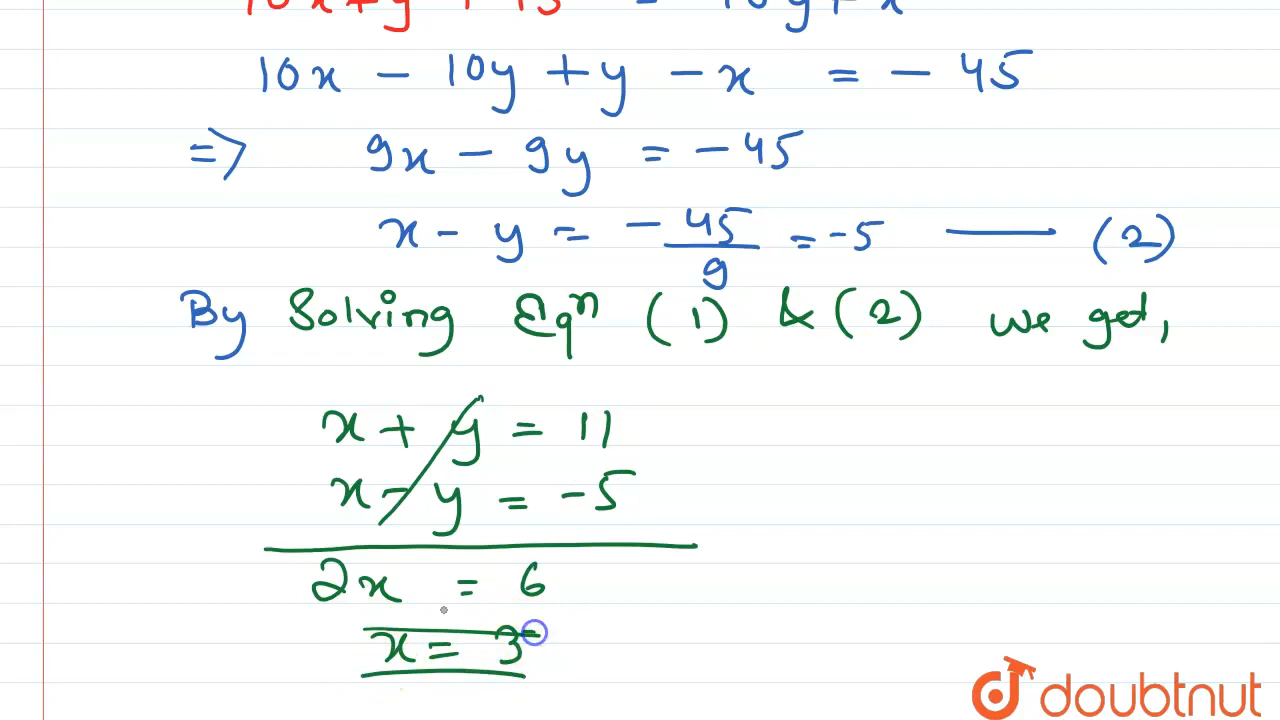 10x - 10y + y - x = - 45
=> 9x - 9y = - 45
x - y = - 45/9 = -5 —— (2)
By Solving Eqⁿ (1) & (2) we get,
x + y = 11
x - y = -5
2x = 6
x = 3
doubtnut